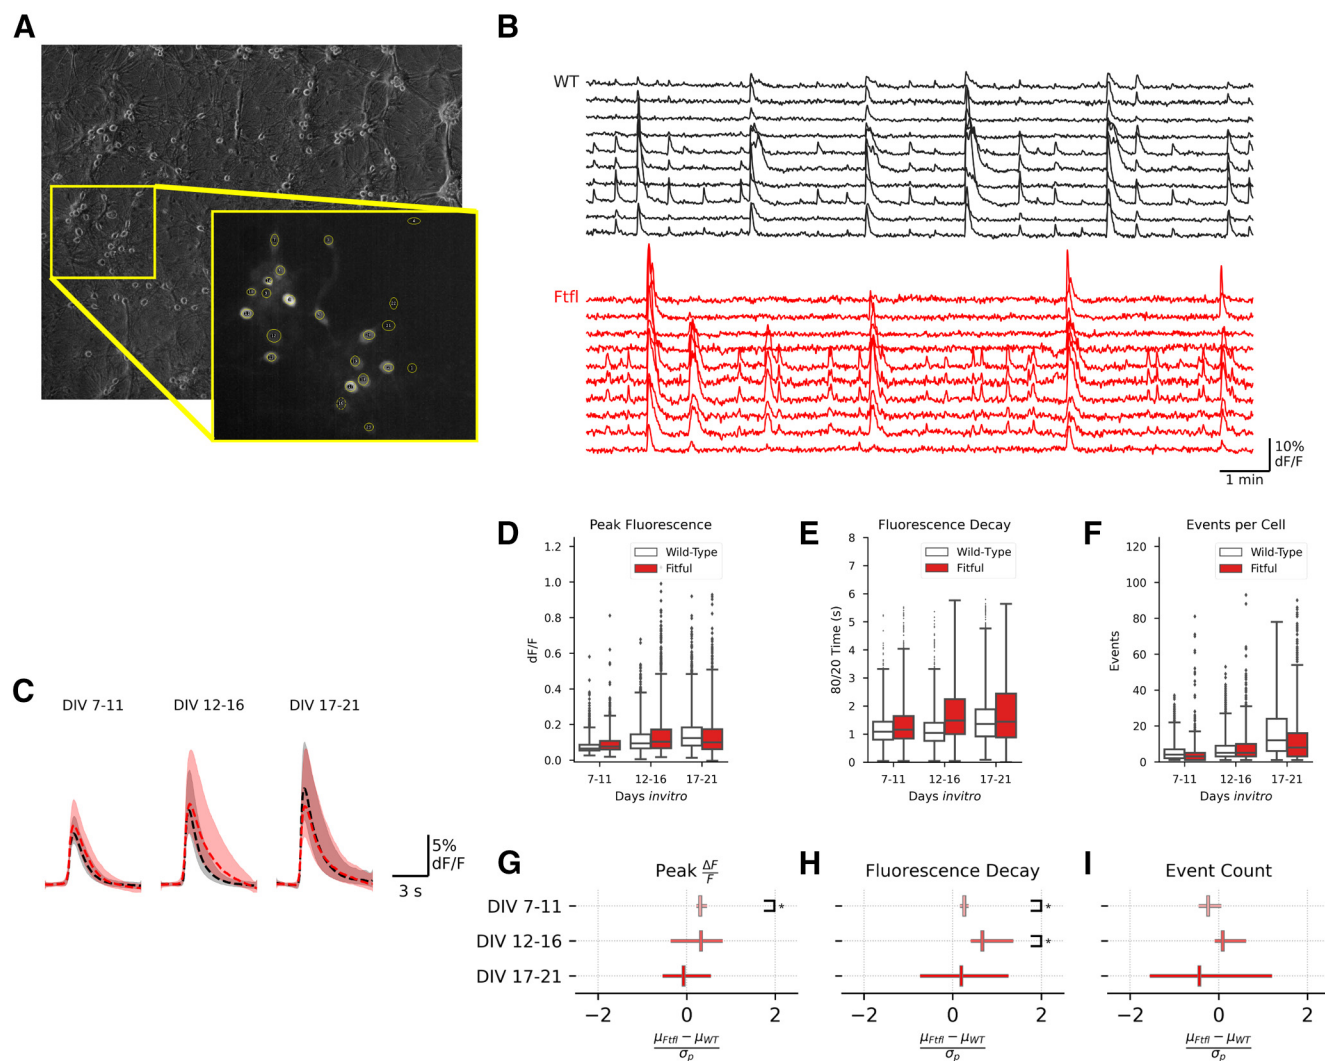 A
B
WT
Ftfl
10%
dF/F
1 min
C
DIV 7-11
DIV 12-16
DIV 17-21
5%
dF/F
3 s
D
Peak Fluorescence
Wild-Type
Fitful
dF/F
1.2
1.0
0.8
0.6
0.4
0.2
0.0
7-11
12-16
17-21
Days invitro
E
Fluorescence Decay
Wild-Type
Fitful
80/20 Time (s)
8
7
6
5
4
3
2
1
0
7-11
12-16
17-21
Days invitro
F
Events per Cell
Wild-Type
Fitful
Events
120
100
80
60
40
20
0
7-11
12-16
17-21
Days invitro
G
Peak ΔF/F
DIV 7-11
DIV 12-16
DIV 17-21
*
−2
0
2
μFtfl − μWT
σp
H
Fluorescence Decay
*
*
−2
0
2
μFtfl − μWT
σp
I
Event Count
−2
0
2
μFtfl − μWT
σp